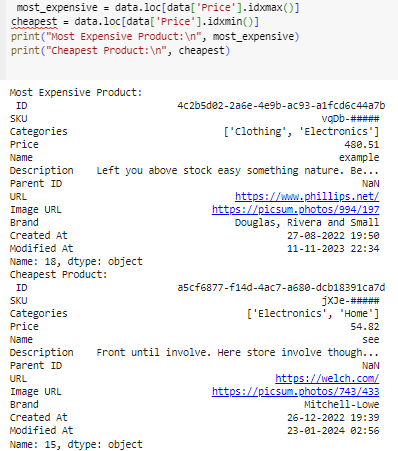 most_expensive = data.loc[data['Price'].idxmax()]
cheapest = data.loc[data['Price'].idxmin()]
print("Most Expensive Product:\n", most_expensive)
print("Cheapest Product:\n", cheapest)
Most Expensive Product:
ID 4c2b5d02-2a6e-4e9b-ac93-a1fcd6c44a7b
SKU vqDb-#####
Categories ['Clothing', 'Electronics']
Price 480.51
Name example
Description Left you above stock easy something nature. Be...
Parent ID NaN
URL https://www.phillips.net/
Image URL https://picsum.photos/994/197
Brand Douglas, Rivera and Small
Created At 27-08-2022 19:50
Modified At 11-11-2023 22:34
Name: 18, dtype: object
Cheapest Product:
ID a5cf6877-f14d-4ac7-a680-dcb18391ca7d
SKU jXJe-#####
Categories ['Electronics', 'Home']
Price 54.82
Name see
Description Front until involve. Here store involve though...
Parent ID NaN
URL https://welch.com/
Image URL https://picsum.photos/743/433
Brand Mitchell-Lowe
Created At 26-12-2022 19:39
Modified At 23-01-2024 02:56
Name: 15, dtype: object